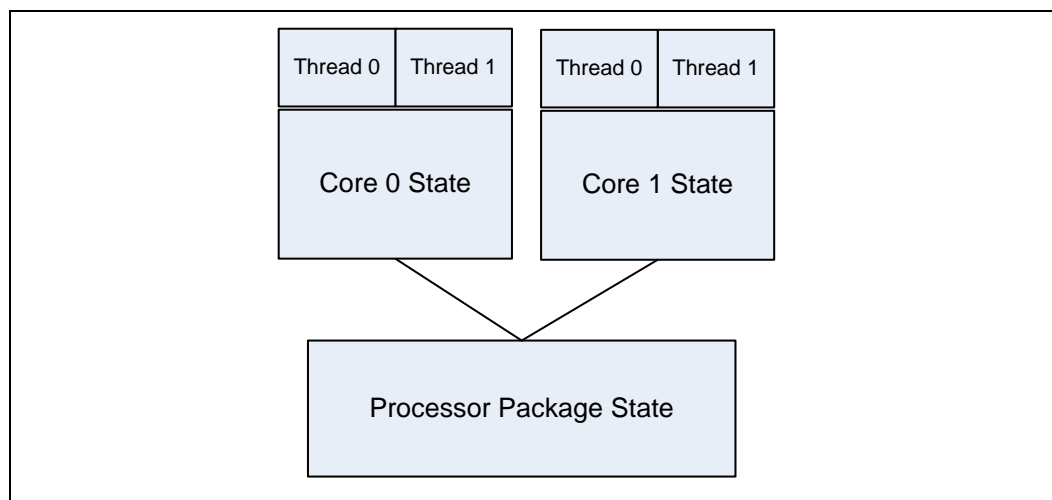 Thread 0
Thread 1
Thread 0
Thread 1
Core 0 State
Core 1 State
Processor Package State